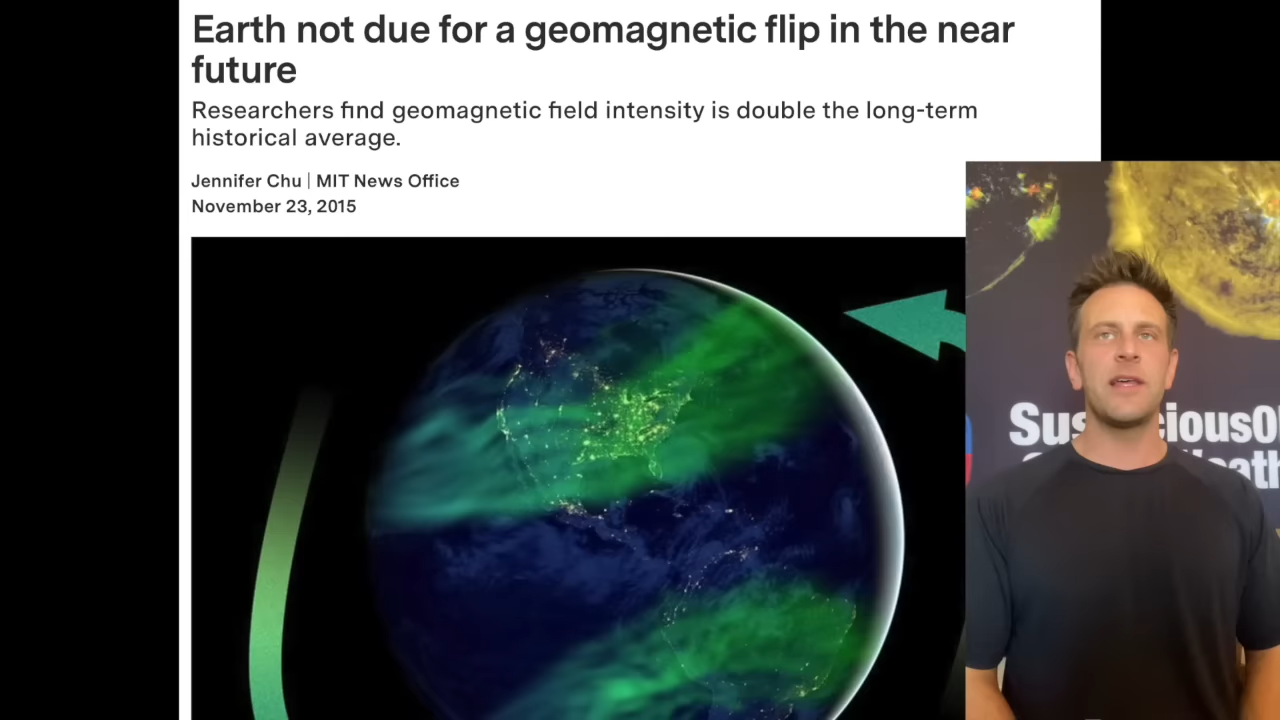 Earth not due for a geomagnetic flip in the near
future
Researchers find geomagnetic field intensity is double the long-term
historical average.
Jennifer Chu | MIT News Office
November 23, 2015